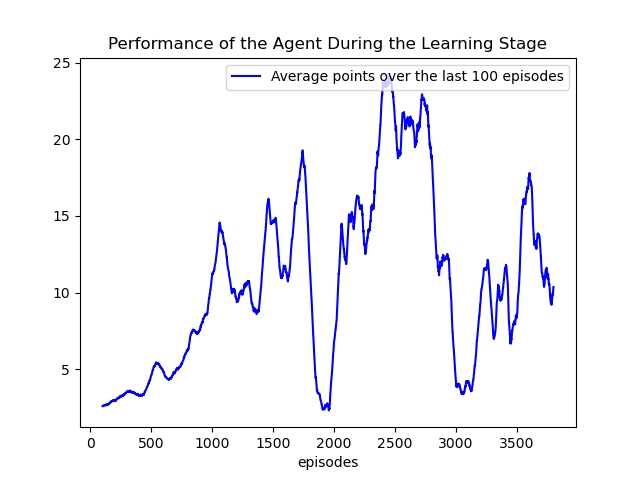 Performance of the Agent During the Learning Stage
Average points over the last 100 episodes
25
20
15
10
5
0 500 1000 1500 2000 2500 3000 3500
episodes